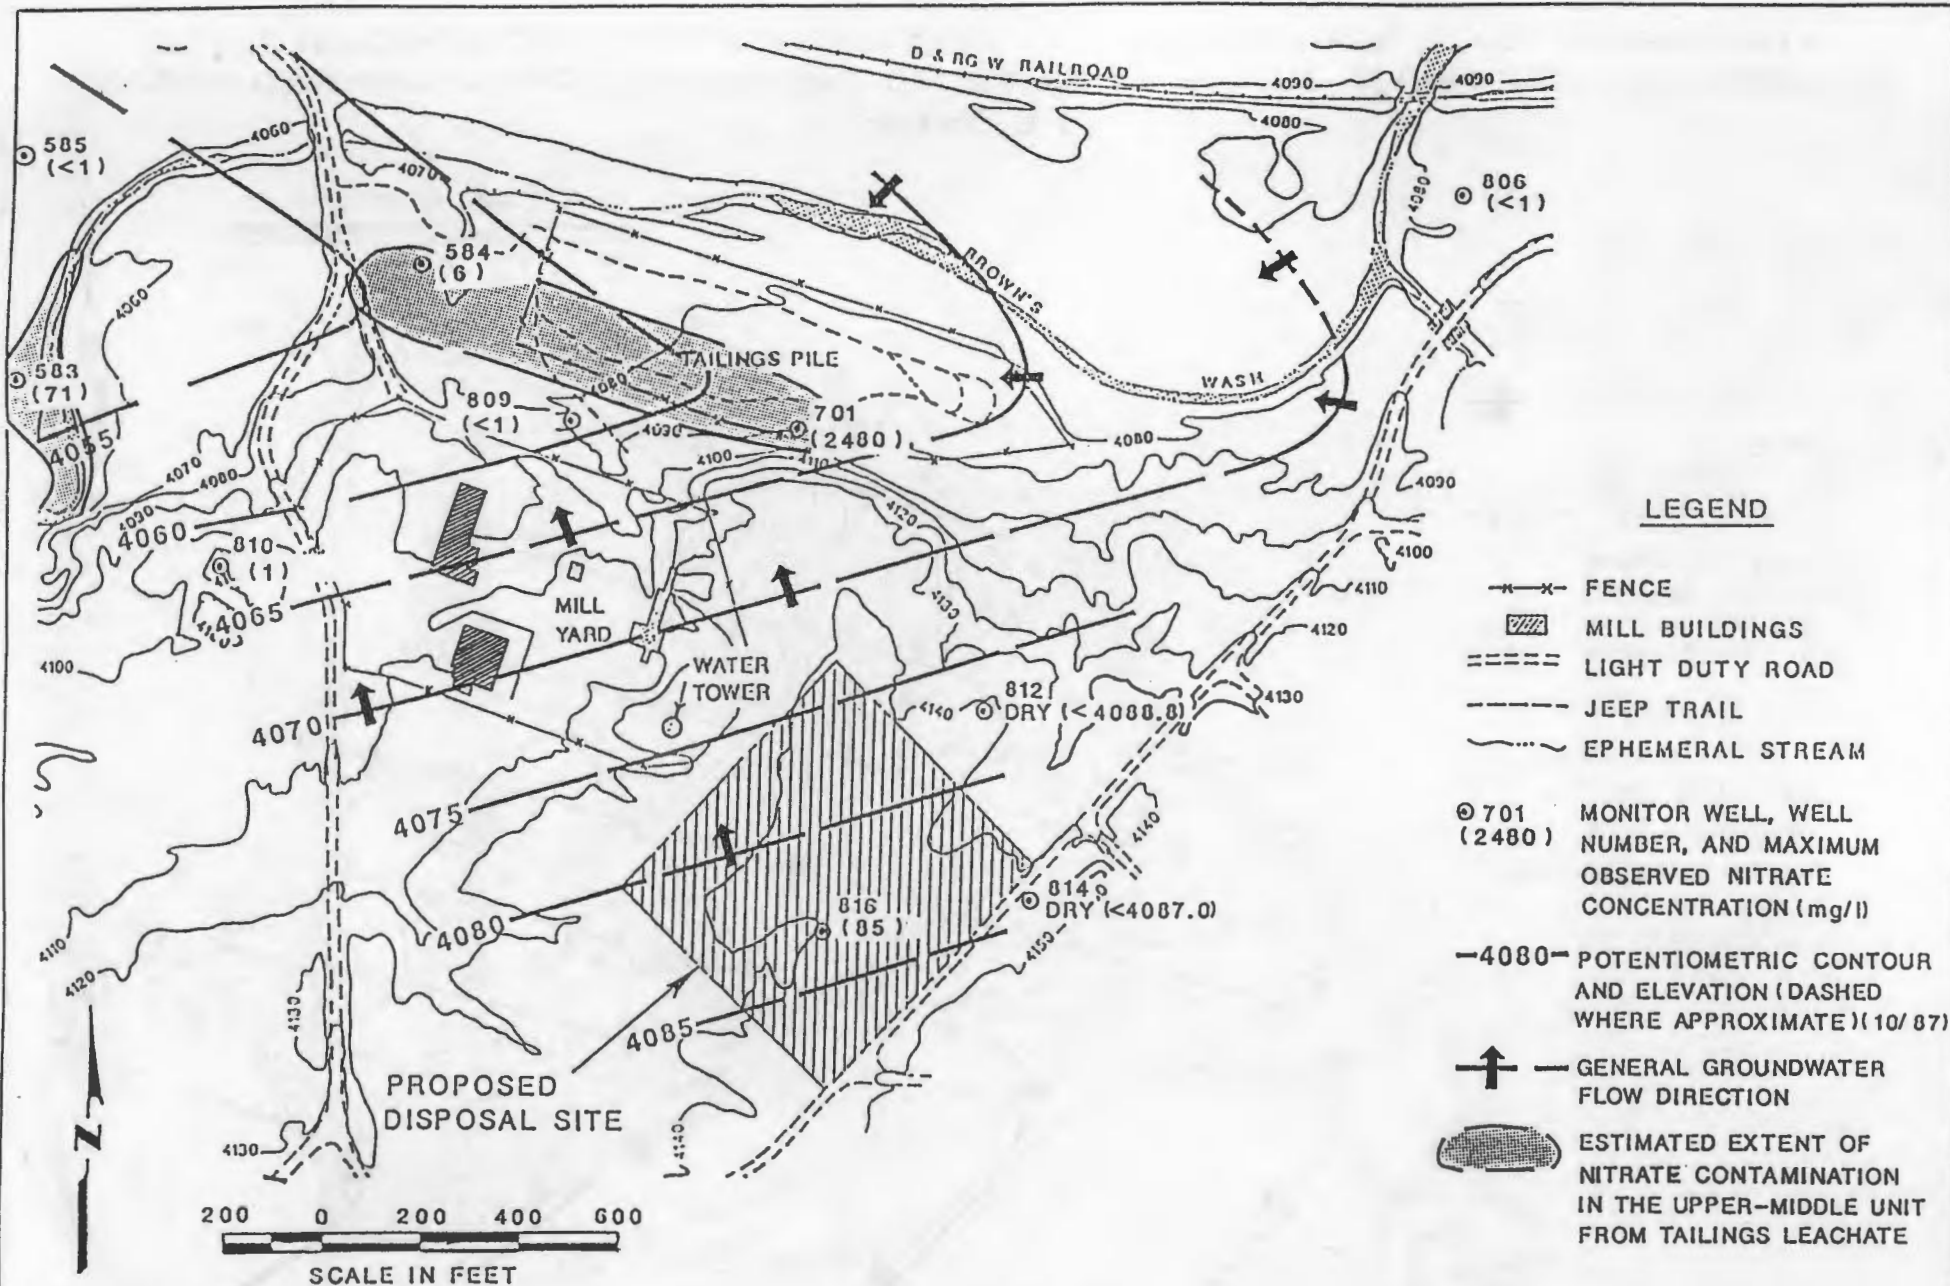 D & RG W RAILROAD
4090
4090
4080
4060
585
(<1)
4070
806
(<1)
4080
584
(6)
BROWN'S
4060
583
(71)
TAILINGS PILE
4080
WASH
809
(<1)
701
(2480)
4090
4080
4055
4070
4080
4100
4110
4090
4090
4060
4120
810
(1)
4100
4065
MILL
YARD
4110
4130
4120
4100
WATER
TOWER
4130
812
DRY (<4088.8)
4140
4070
4075
4140
814
DRY (<4087.0)
816
(85)
4080
4110
4120
4150
4130
4085
PROPOSED
DISPOSAL SITE
4140
4130
N
200 0 200 400 600
SCALE IN FEET
LEGEND
FENCE
MILL BUILDINGS
LIGHT DUTY ROAD
JEEP TRAIL
EPHEMERAL STREAM
701
(2480)
MONITOR WELL, WELL
NUMBER, AND MAXIMUM
OBSERVED NITRATE
CONCENTRATION (mg/l)
4080
POTENTIOMETRIC CONTOUR
AND ELEVATION (DASHED
WHERE APPROXIMATE) (10/87)
GENERAL GROUNDWATER
FLOW DIRECTION
ESTIMATED EXTENT OF
NITRATE CONTAMINATION
IN THE UPPER-MIDDLE UNIT
FROM TAILINGS LEACHATE